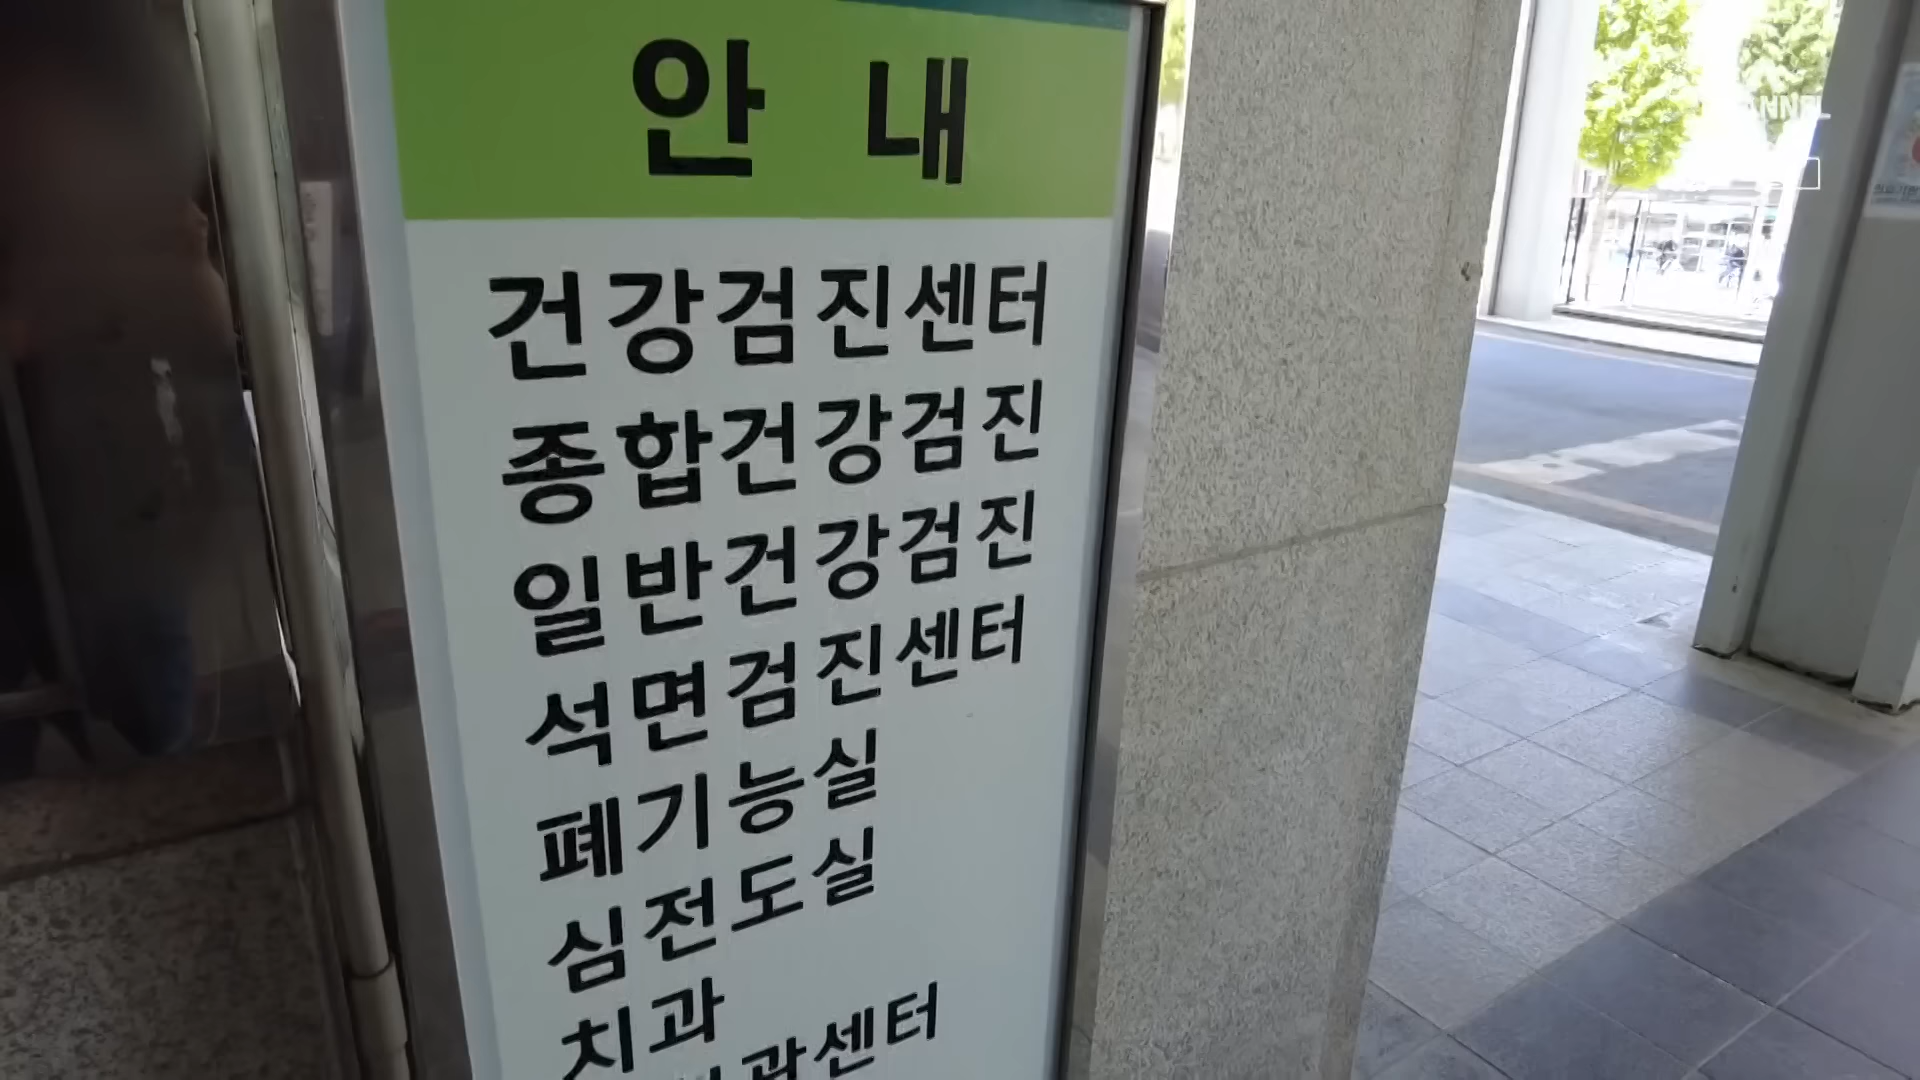 안 내
건강검진센터
종합건강검진
일반건강검진
석면검진센터
폐기능실
심전도실
치과